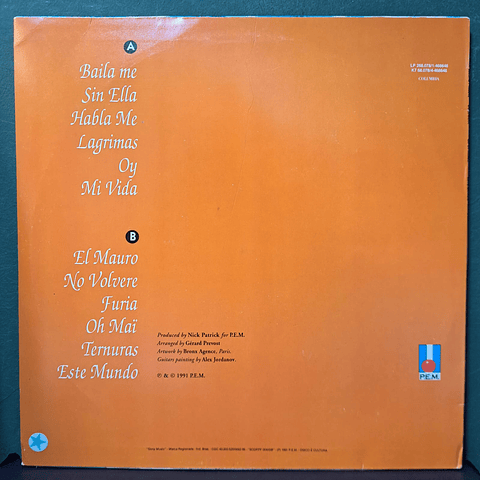 A
Baila me
Sin Ella
Habla Me
Lagrimas
Oy
Mi Vida
B
El Mauro
No Volvere
Furia
Oh Maï
Ternuras
Este Mundo
Produced by Nick Patrick for P.E.M.
Arranged by Gérard Prevost
Artwork by Bronx Agence, Paris.
Guitars painting by Alex Jordanov.
℗ & © 1991 P.E.M.
COLUMBIA
P.E.M.